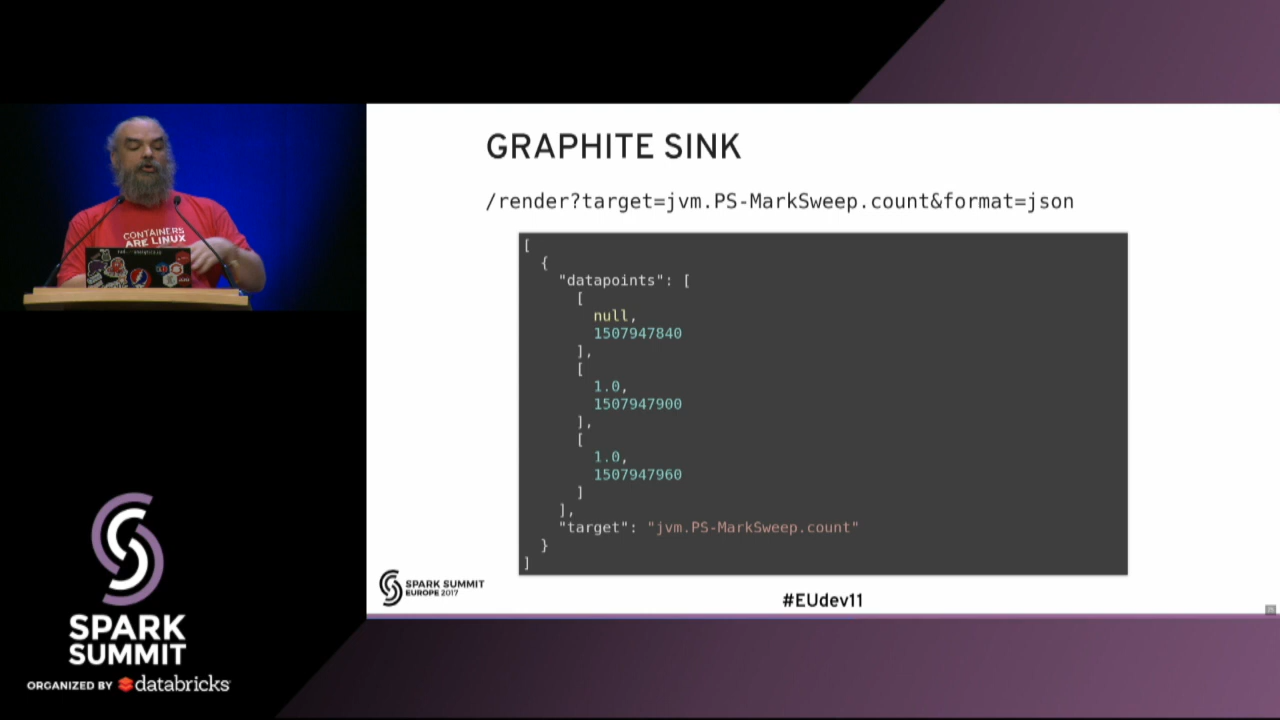 GRAPHITE SINK
/render?target=jvm.PS-MarkSweep.count&format=json
[
{
"datapoints": [
[
null,
1507947840
],
[
1.0,
1507947900
],
[
1.0,
1507947960
]
],
"target": "jvm.PS-MarkSweep.count"
}
]
SPARK SUMMIT
EUROPE 2017
#EUdev11
CONTAINERS
ARE LINUX
SPARK
SUMMIT
ORGANIZED BY databricks